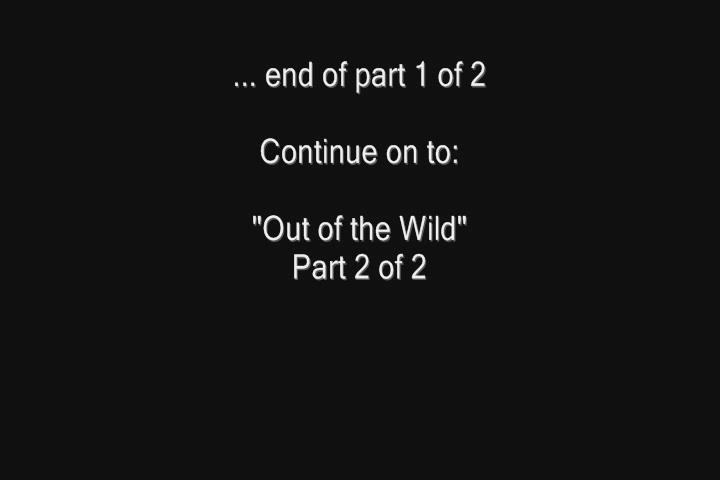 ... end of part 1 of 2
Continue on to:
"Out of the Wild"
Part 2 of 2